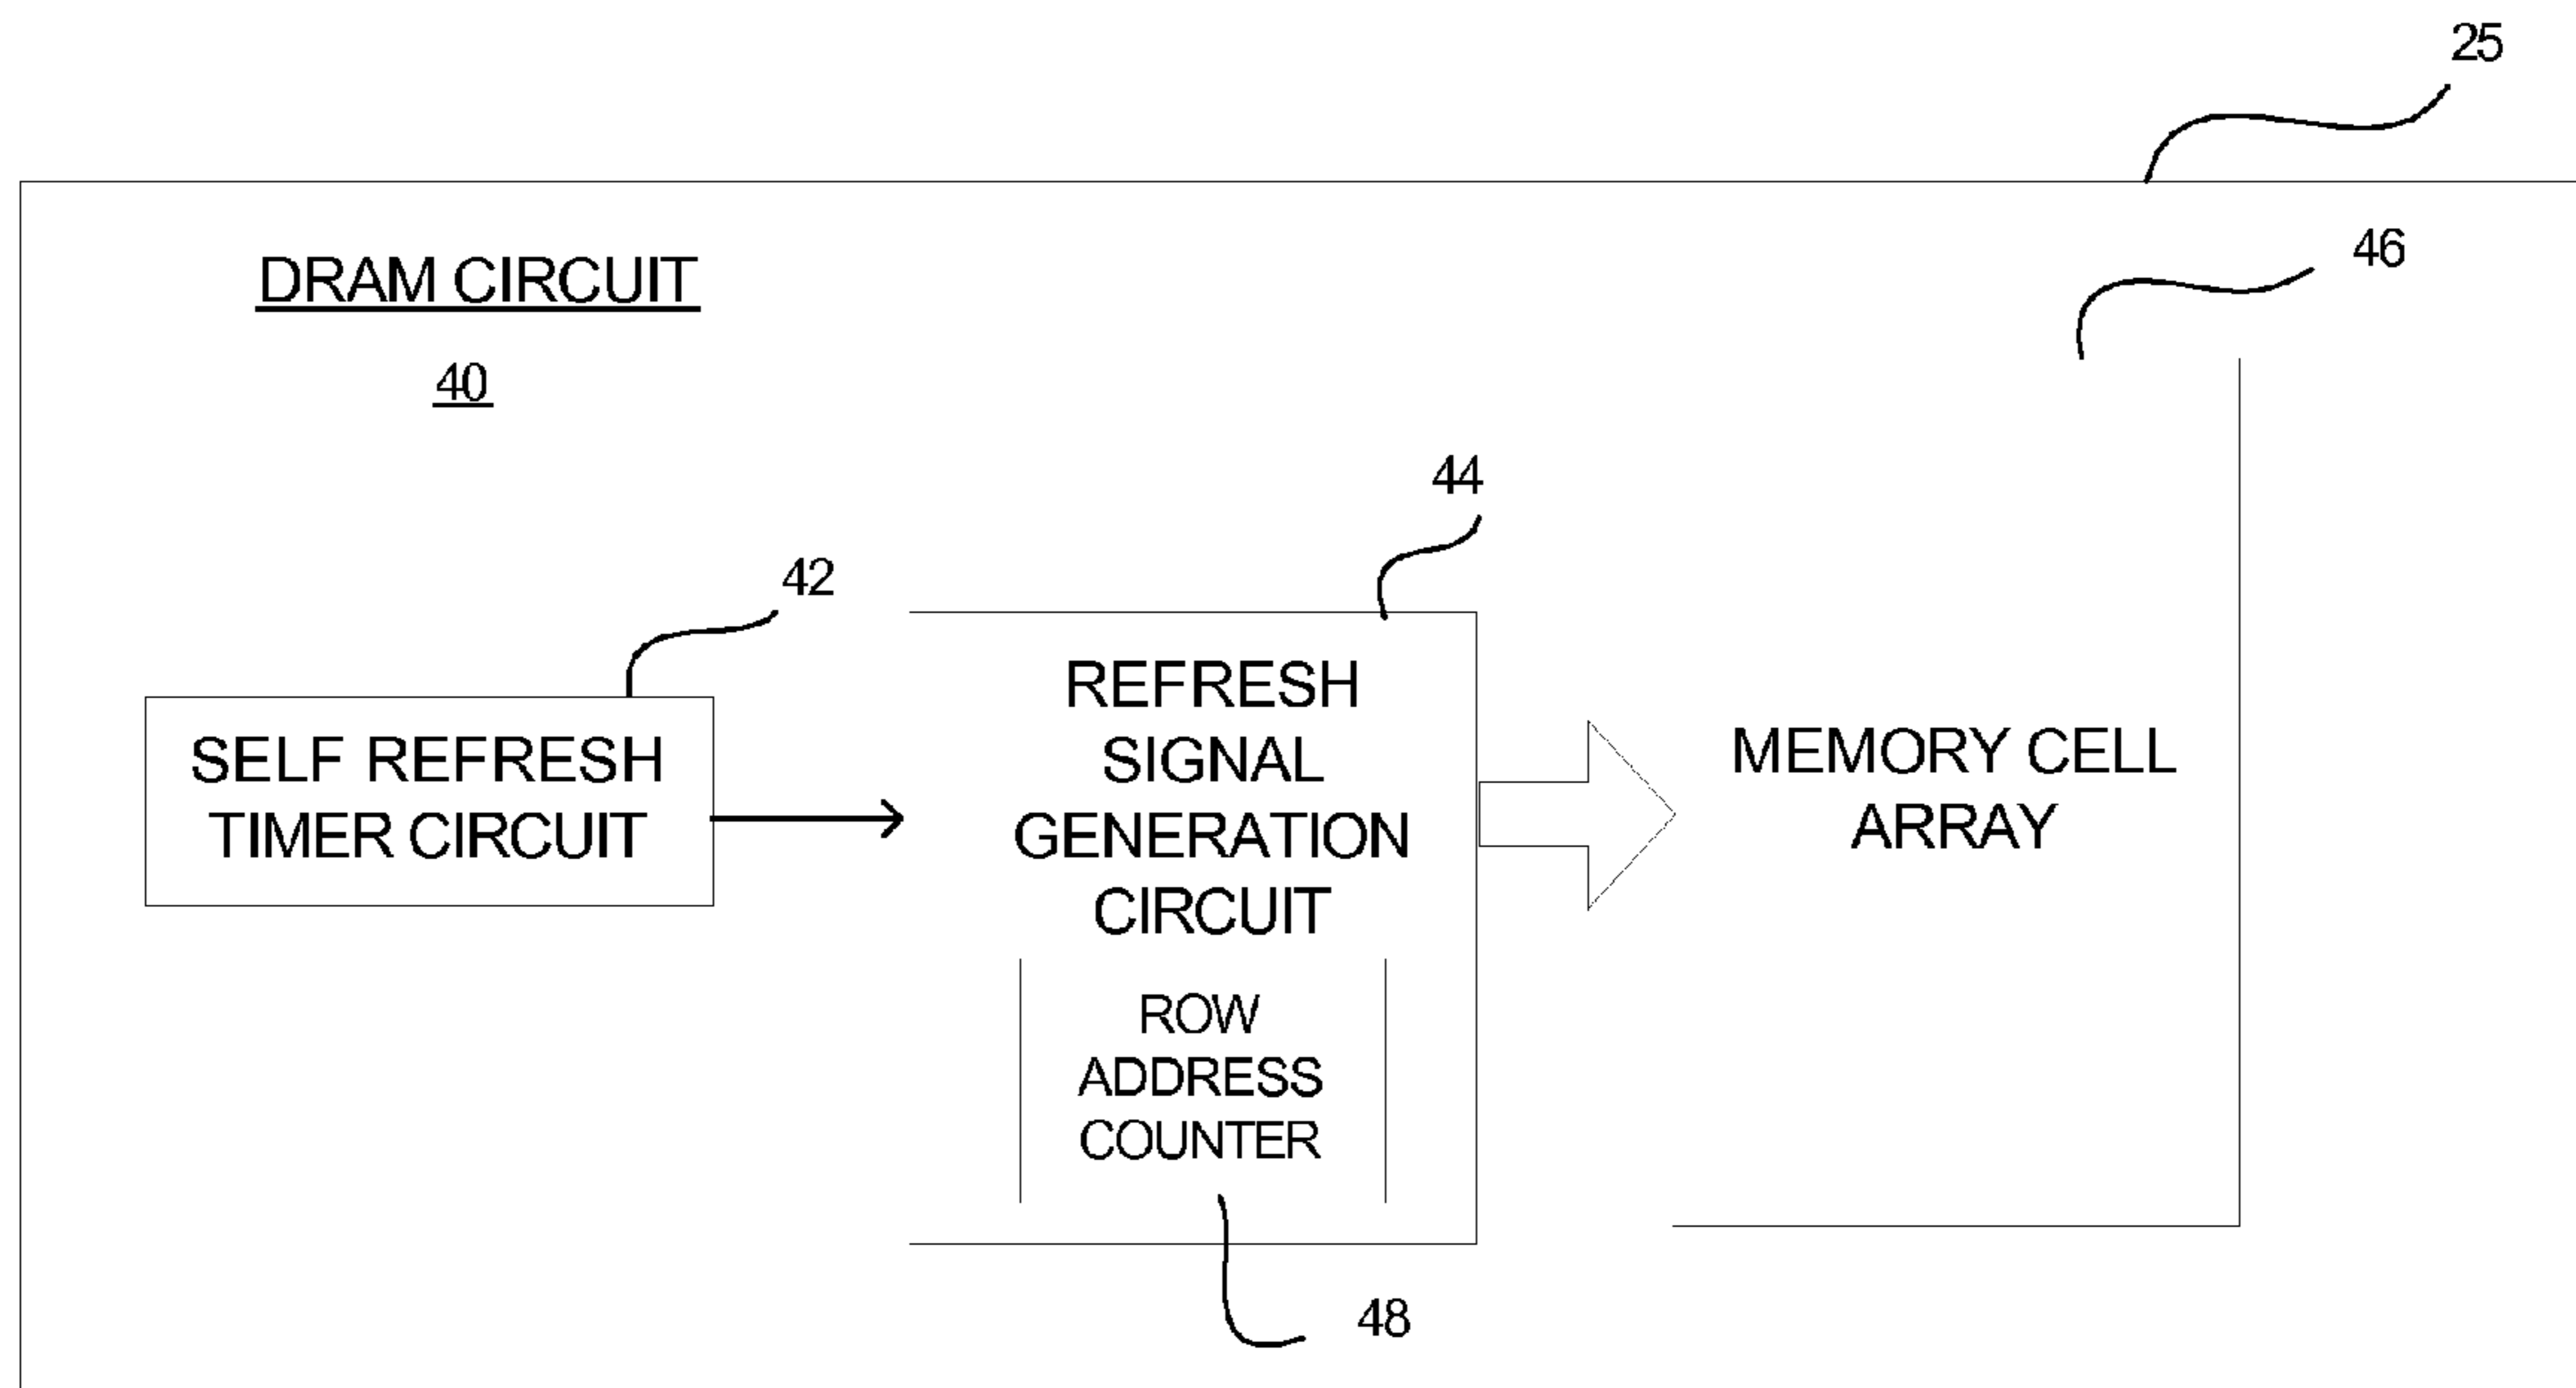 25
46
DRAM CIRCUIT
40
44
42
SELF REFRESH
TIMER CIRCUIT
REFRESH
SIGNAL
GENERATION
CIRCUIT
ROW
ADDRESS
COUNTER
MEMORY CELL
ARRAY
48